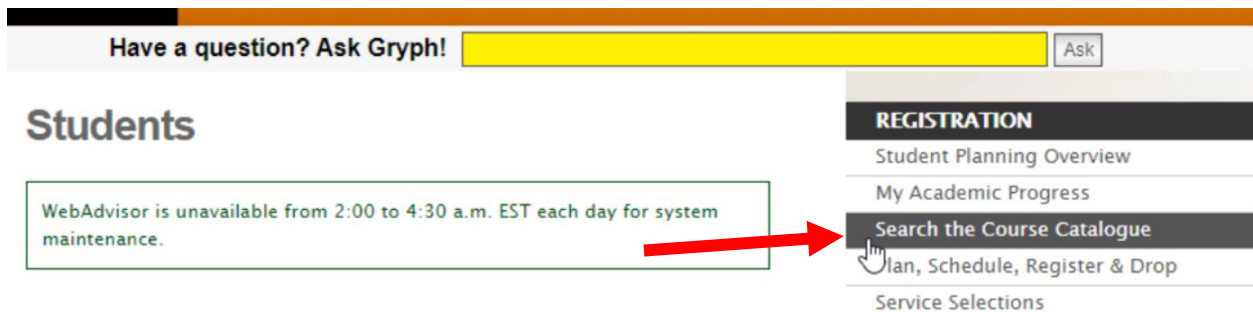 Have a question? Ask Gryph!
Ask
Students
WebAdvisor is unavailable from 2:00 to 4:30 a.m. EST each day for system
maintenance.
REGISTRATION
Student Planning Overview
My Academic Progress
Search the Course Catalogue
Plan, Schedule, Register & Drop
Service Selections